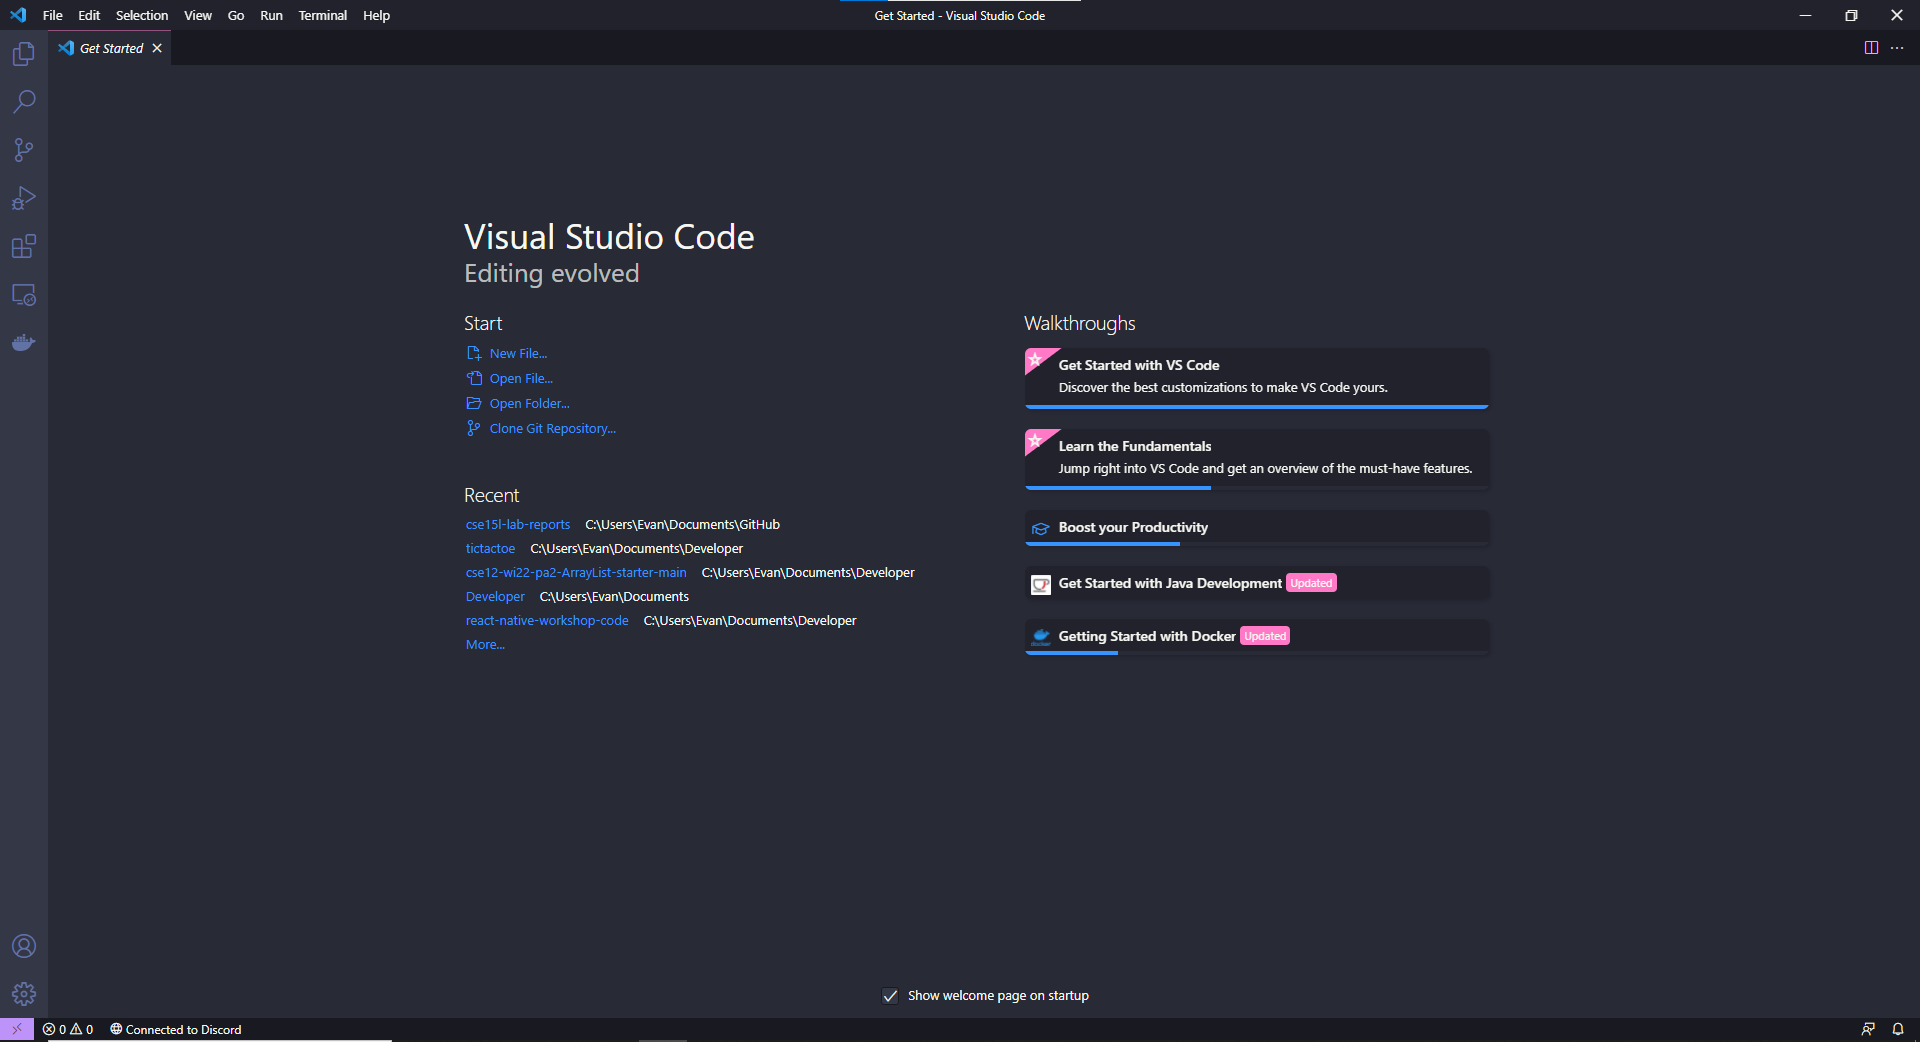 File Edit Selection View Go Run Terminal Help
Get Started - Visual Studio Code
Get Started
Visual Studio Code
Editing evolved
Start
New File...
Open File...
Open Folder...
Clone Git Repository...
Recent
cse15l-lab-reports C:\Users\Evan\Documents\GitHub
tictactoe C:\Users\Evan\Documents\Developer
cse12-wi22-pa2-ArrayList-starter-main C:\Users\Evan\Documents\Developer
Developer C:\Users\Evan\Documents
react-native-workshop-code C:\Users\Evan\Documents\Developer
More...
Walkthroughs
Get Started with VS Code
Discover the best customizations to make VS Code yours.
Learn the Fundamentals
Jump right into VS Code and get an overview of the must-have features.
Boost your Productivity
Get Started with Java Development Updated
Getting Started with Docker Updated
Show welcome page on startup
0 0 Connected to Discord